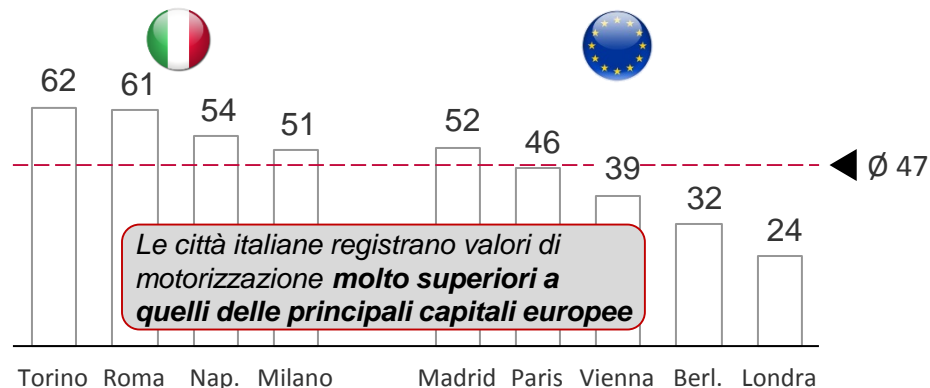 62 61 54 51 52 46 39 32 24
Ø 47
Le città italiane registrano valori di
motorizzazione molto superiori a
quelli delle principali capitali europee
Torino Roma Nap. Milano Madrid Paris Vienna Berl. Londra